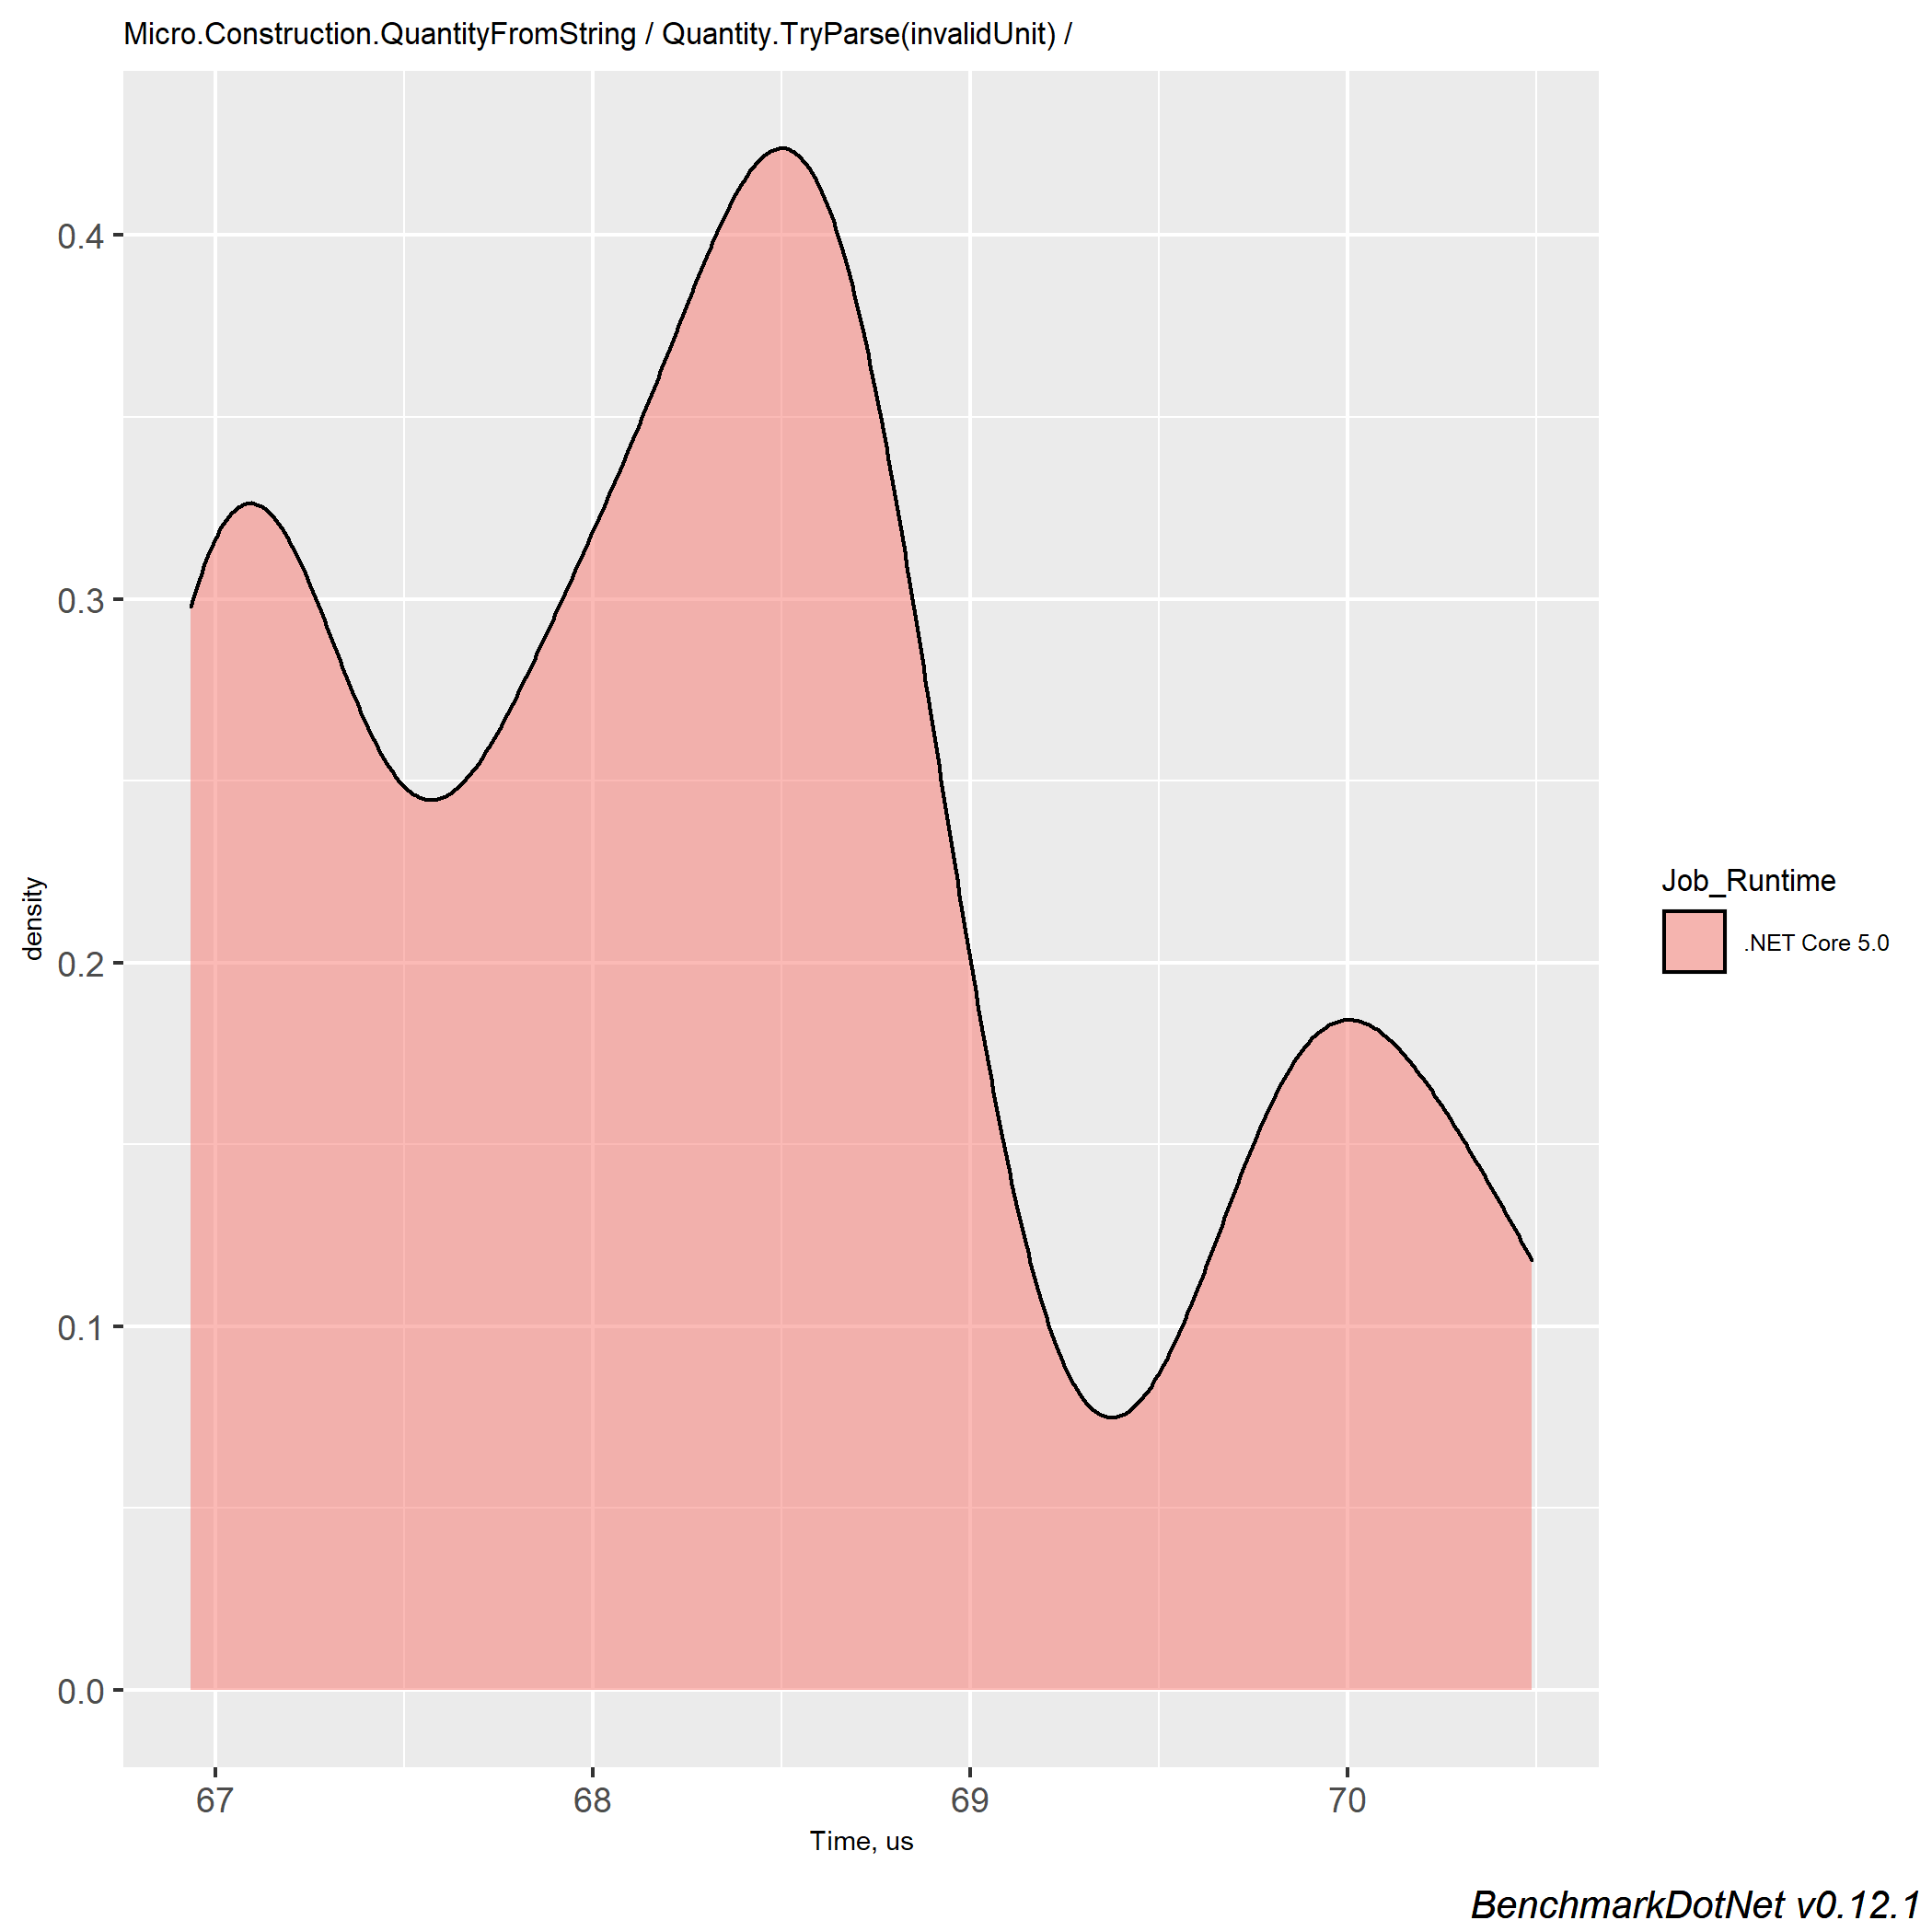 Micro.Construction.QuantityFromString / Quantity.TryParse(invalidUnit) /
0.4
0.3
0.2
0.1
0.0
density
67 68 69 70
Time, us
Job_Runtime
.NET Core 5.0
BenchmarkDotNet v0.12.1